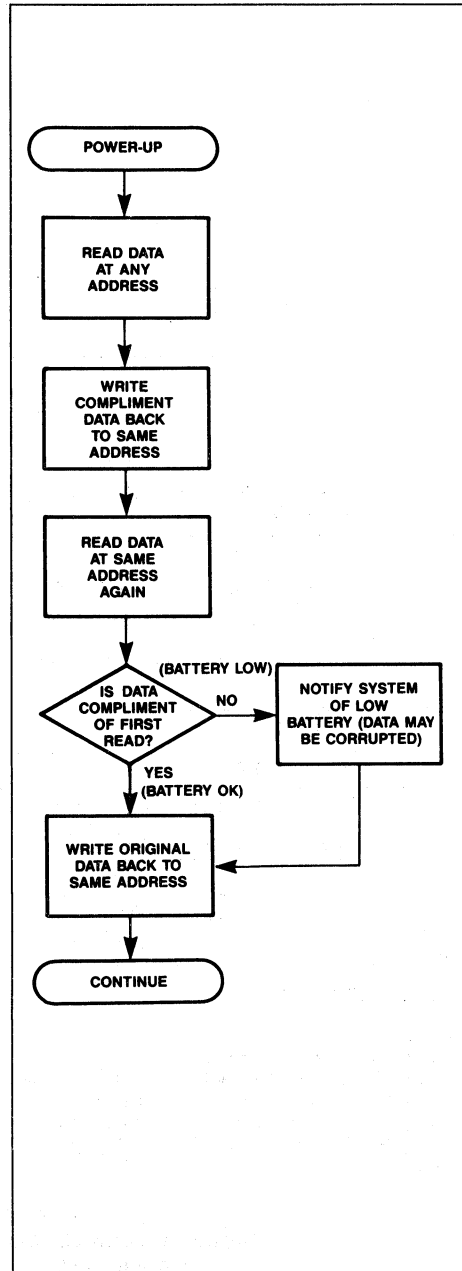 POWER-UP
READ DATA
AT ANY
ADDRESS
WRITE
COMPLIMENT
DATA BACK
TO SAME
ADDRESS
READ DATA
AT SAME
ADDRESS
AGAIN
IS DATA
COMPLIMENT
OF FIRST
READ?
(BATTERY LOW)
NO
NOTIFY SYSTEM
OF LOW
BATTERY (DATA MAY
BE CORRUPTED)
YES
(BATTERY OK)
WRITE ORIGINAL
DATA BACK TO
SAME ADDRESS
CONTINUE